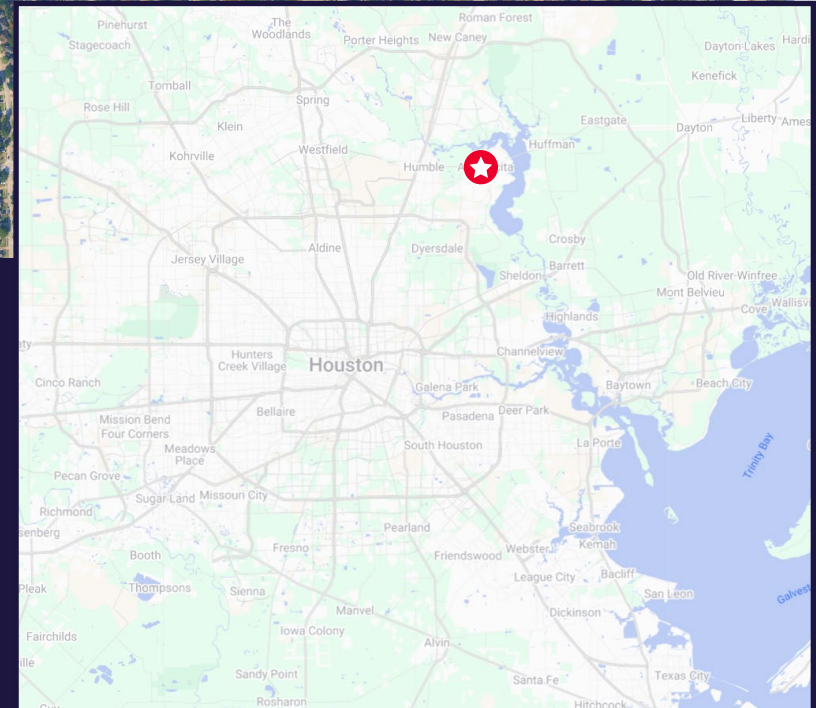 Pinehurst
The
Woodlands
Roman Forest
Porter Heights
New Caney
Stagecoach
Dayton Lakes
Kenefick
Tomball
Rose Hill
Spring
Klein
Eastgate
Dayton
Liberty
Kohrville
Westfield
Humble
Huffman
Crosby
Aldine
Dyersdale
Jersey Village
Sheldon
Barrett
Old River-Winfree
Mont Belvieu
Cove
Highlands
Hunters
Creek Village
Houston
Channelview
Cinco Ranch
Galena Park
Baytown
Beach City
Mission Bend
Four Corners
Bellaire
Pasadena
Deer Park
Meadows
Place
South Houston
La Porte
Trinity Bay
Pecan Grove
Sugar Land
Missouri City
Richmond
Pearland
Seabrook
Kemah
Booth
Fresno
Friendswood
Webster
League City
Bacliff
Thompsons
Sienna
San Leon
Manvel
Dickinson
Iowa Colony
Fairchilds
Alvin
Sandy Point
Santa Fe
Texas City
Rosharon
Hitchcock